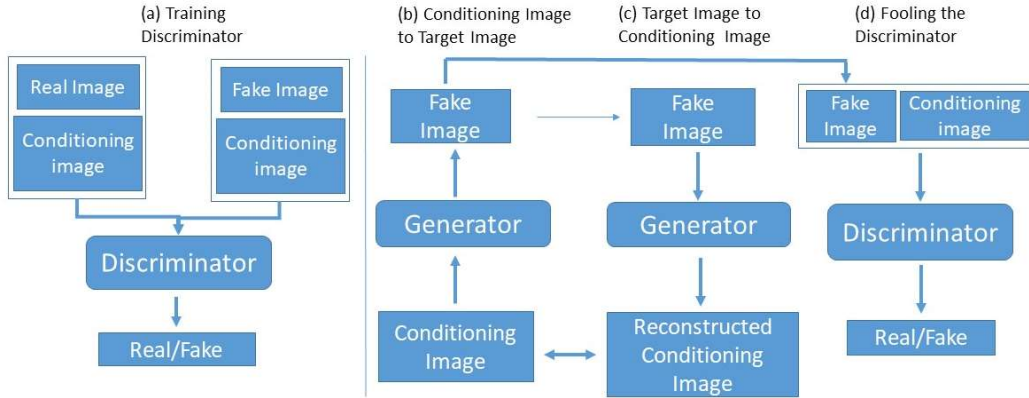 (a) Training
Discriminator
Real Image
Conditioning
image
Fake Image
Conditioning
image
Discriminator
Real/Fake
(b) Conditioning Image
to Target Image
Fake
Image
Generator
Conditioning
Image
(c) Target Image to
Conditioning Image
Fake
Image
Generator
Reconstructed
Conditioning
Image
(d) Fooling the
Discriminator
Fake
Image
Conditioning
image
Discriminator
Real/Fake